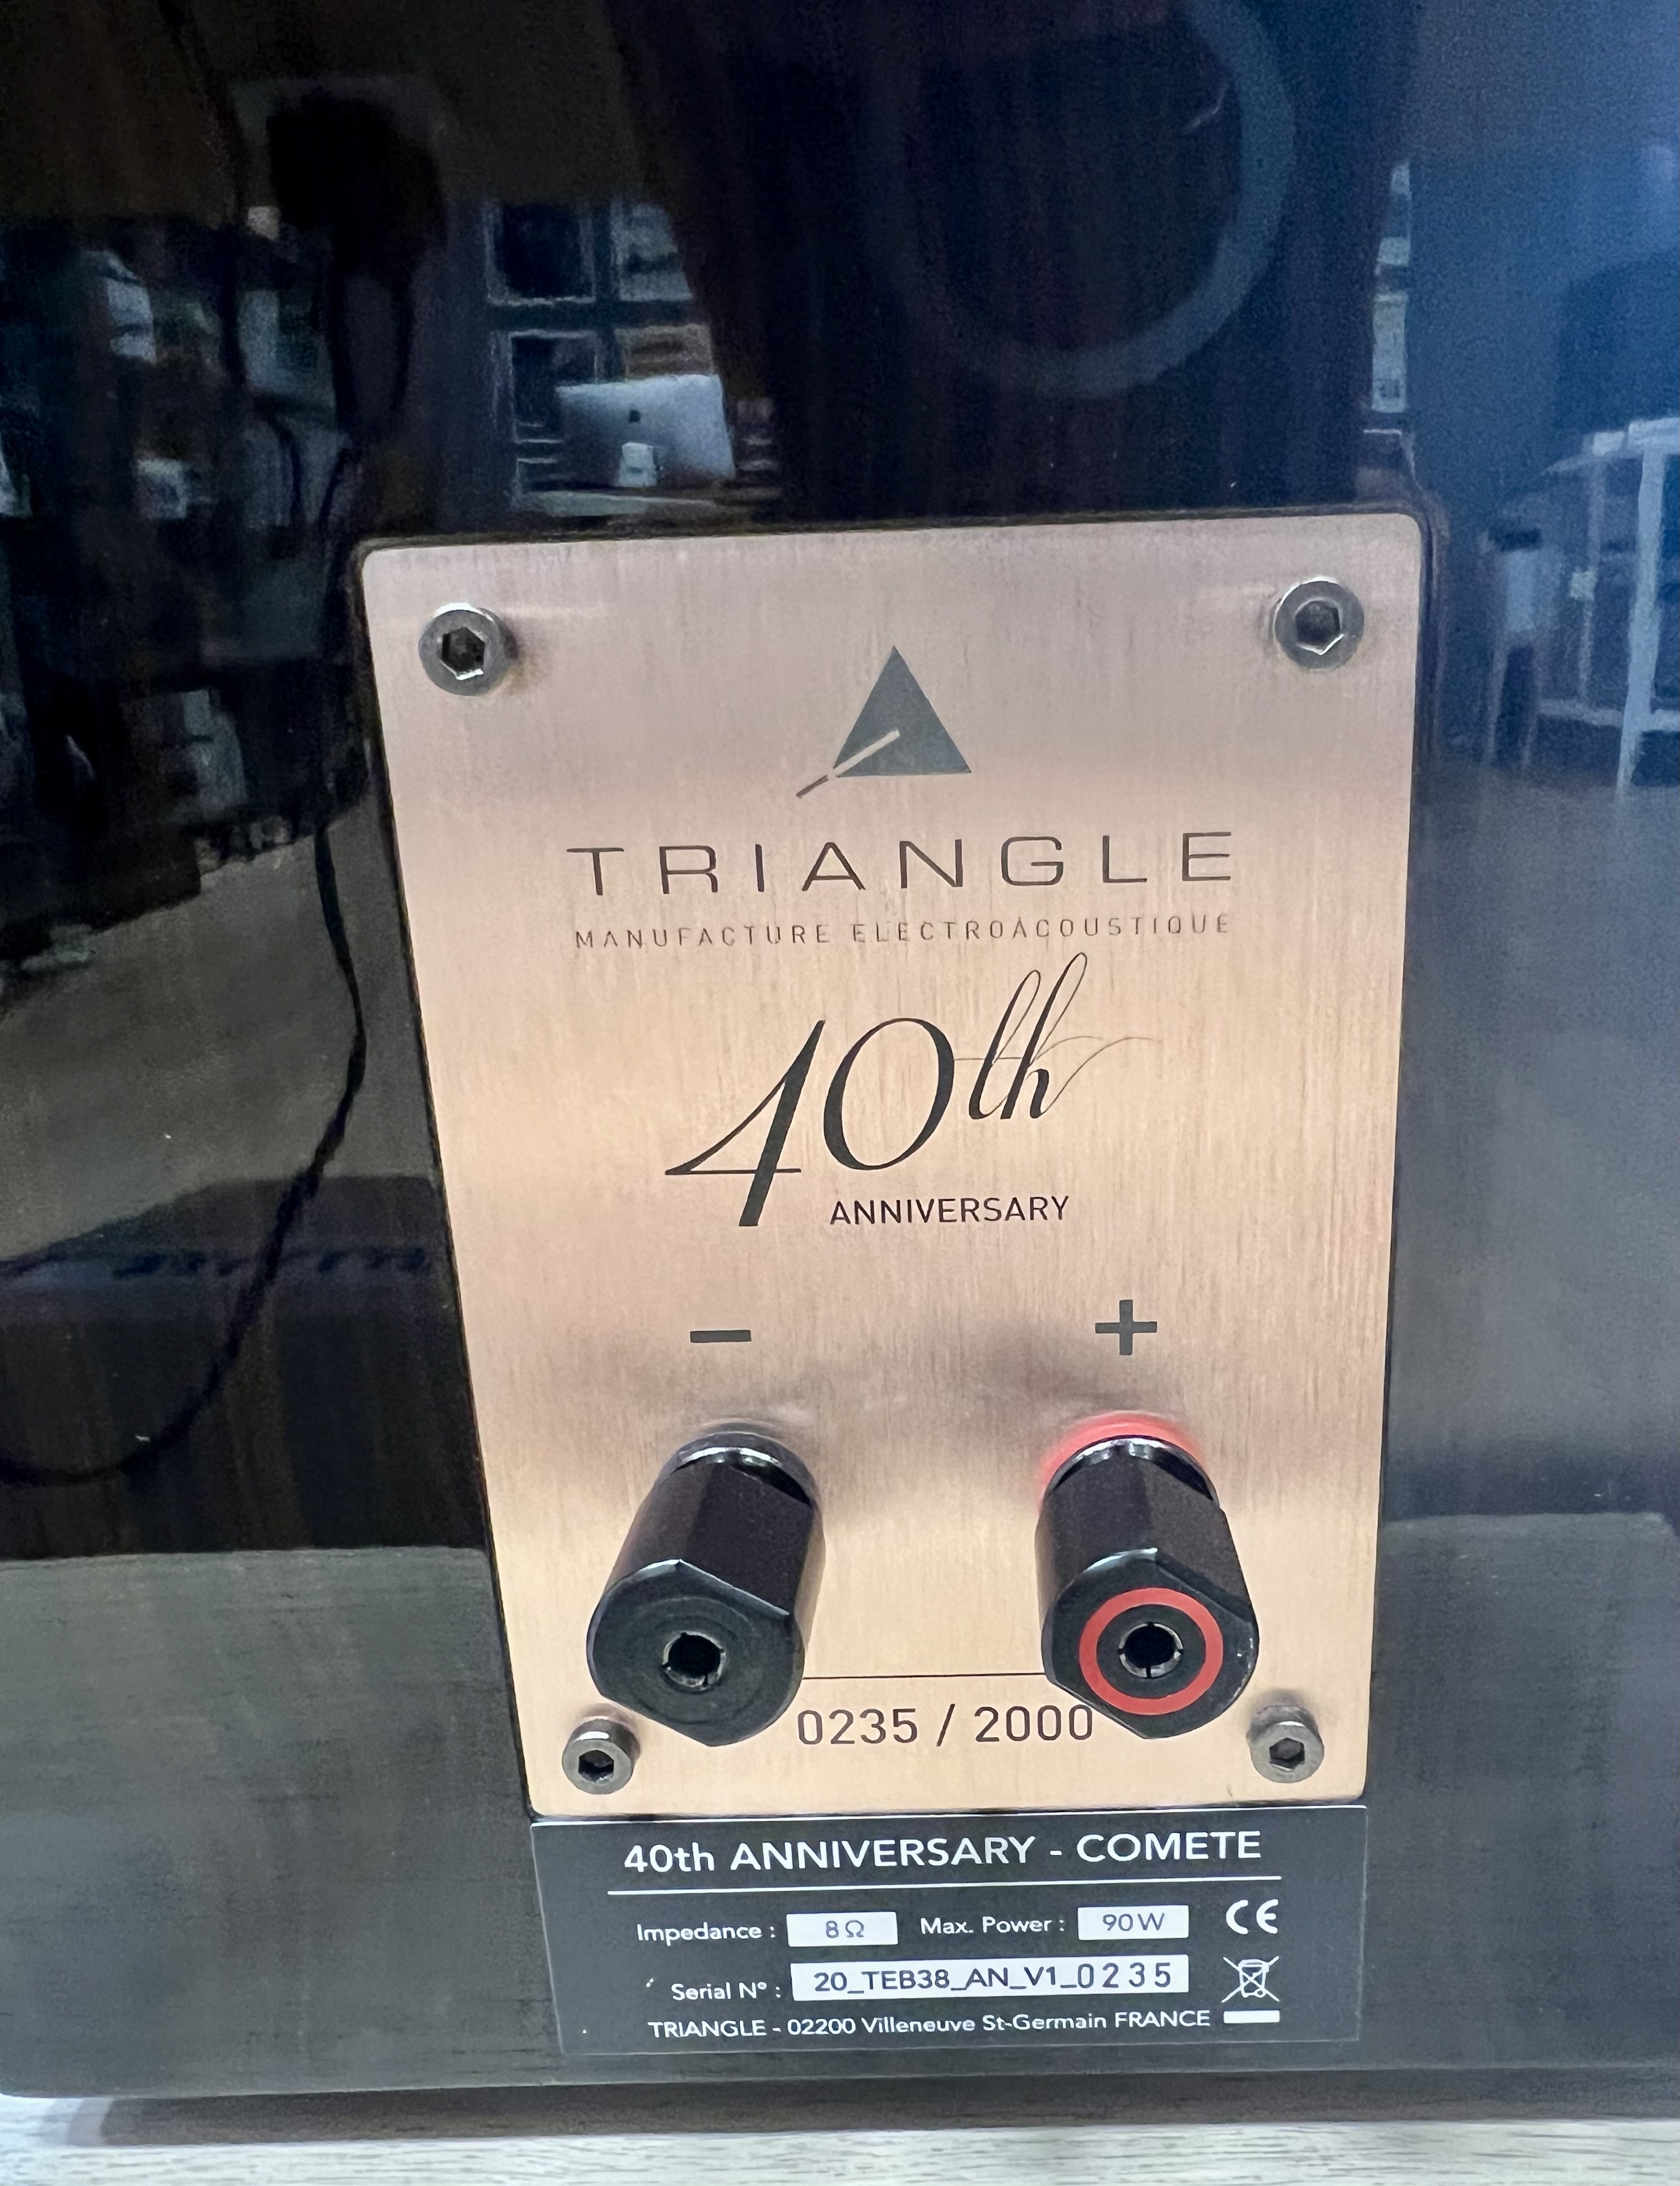 TRIANGLE
MANUFACTURE ELECTROACOUSTIQUE
40th
ANNIVERSARY
− +
0235 / 2000
40th ANNIVERSARY - COMETE
Impedance : 8Ω Max. Power : 90W CE
Serial N° : 20_TEB38_AN_V1_0235
TRIANGLE - 02200 Villeneuve St-Germain FRANCE